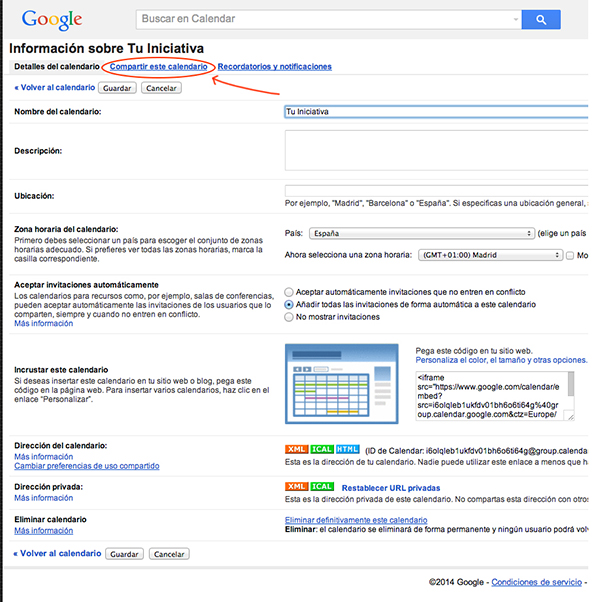 Google
Buscar en Calendar
Información sobre Tu Iniciativa
Detalles del calendario Compartir este calendario Recordatorios y notificaciones
« Volver al calendario Guardar Cancelar
Nombre del calendario: Tu Iniciativa
Descripción:
Ubicación:
Por ejemplo, "Madrid", "Barcelona" o "España". Si especificas una ubicación general,
Zona horaria del calendario:
Primero debes seleccionar un país para escoger el conjunto de zonas
horarias adecuado. Si prefieres ver todas las zonas horarias, marca la
casilla correspondiente.
País: España (elige un país
Ahora selecciona una zona horaria: (GMT+01:00) Madrid Mo
Aceptar invitaciones automáticamente
Los calendarios para recursos como, por ejemplo, salas de conferencias,
pueden aceptar automáticamente las invitaciones de los usuarios que lo
comparten, siempre y cuando no entren en conflicto.
Más información
Aceptar automáticamente invitaciones que no entren en conflicto
Añadir todas las invitaciones de forma automática a este calendario
No mostrar invitaciones
Incrustar este calendario
Si deseas insertar este calendario en tu sitio web o blog, pega este
código en la página web. Para insertar varios calendarios, haz clic en el
enlace "Personalizar".
Pega este código en tu sitio web.
Personaliza el color, el tamaño y otras opciones.
<iframe
src="https://www.google.com/calendar/e
mbed?
src=i6olqleb1ukfdv01bh6o6ti64g%40gr
oup.calendar.google.com&ctz=Europe/
Dirección del calendario:
Más información
Cambiar preferencias de uso compartido
XML ICAL HTML (ID de Calendar: i6olqleb1ukfdv01bh6o6ti64g@group.calenda
Esta es la dirección de tu calendario. Nadie puede utilizar este enlace a menos que h
Dirección privada:
Más información
XML ICAL Restablecer URL privadas
Esta es la dirección privada de este calendario. No compartas esta dirección con otros
Eliminar calendario
Más información
Eliminar definitivamente este calendario
Eliminar: el calendario se eliminará de forma permanente y ningún usuario podrá volv
« Volver al calendario Guardar Cancelar
©2014 Google - Condiciones de servicio -